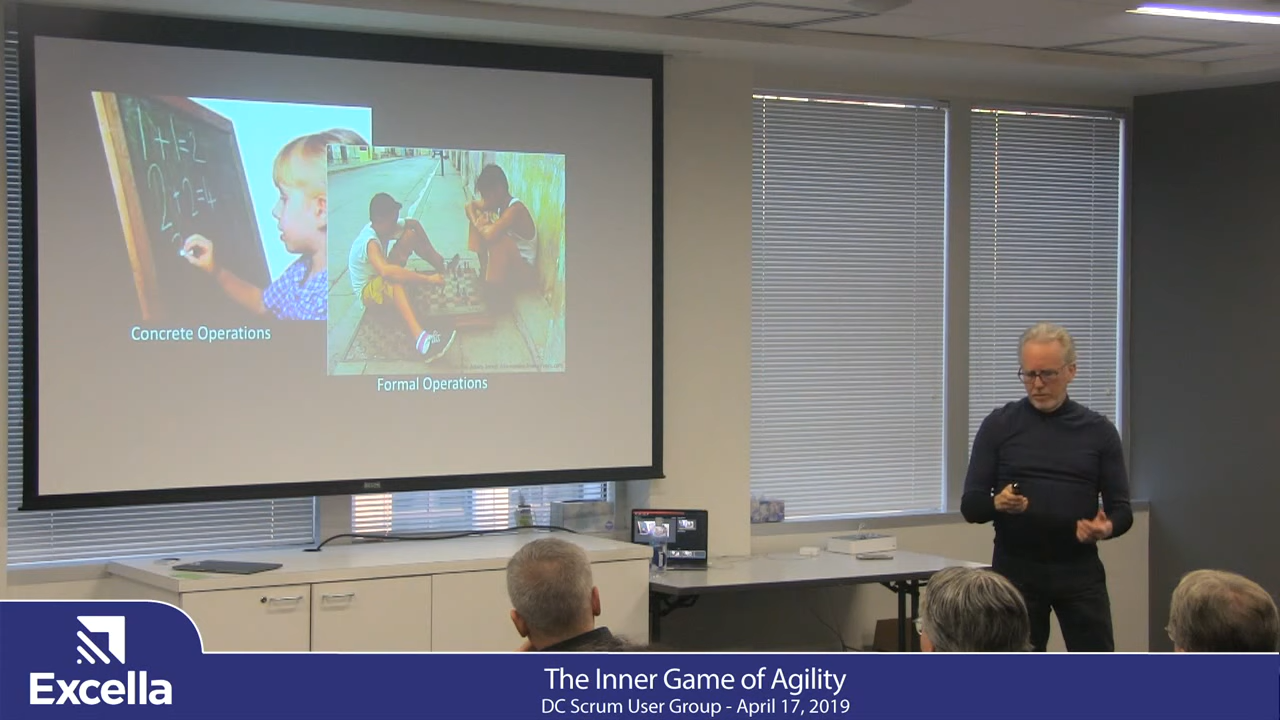 1+1=2
2+2=4
Concrete Operations
Formal Operations
Excella
The Inner Game of Agility
DC Scrum User Group - April 17, 2019